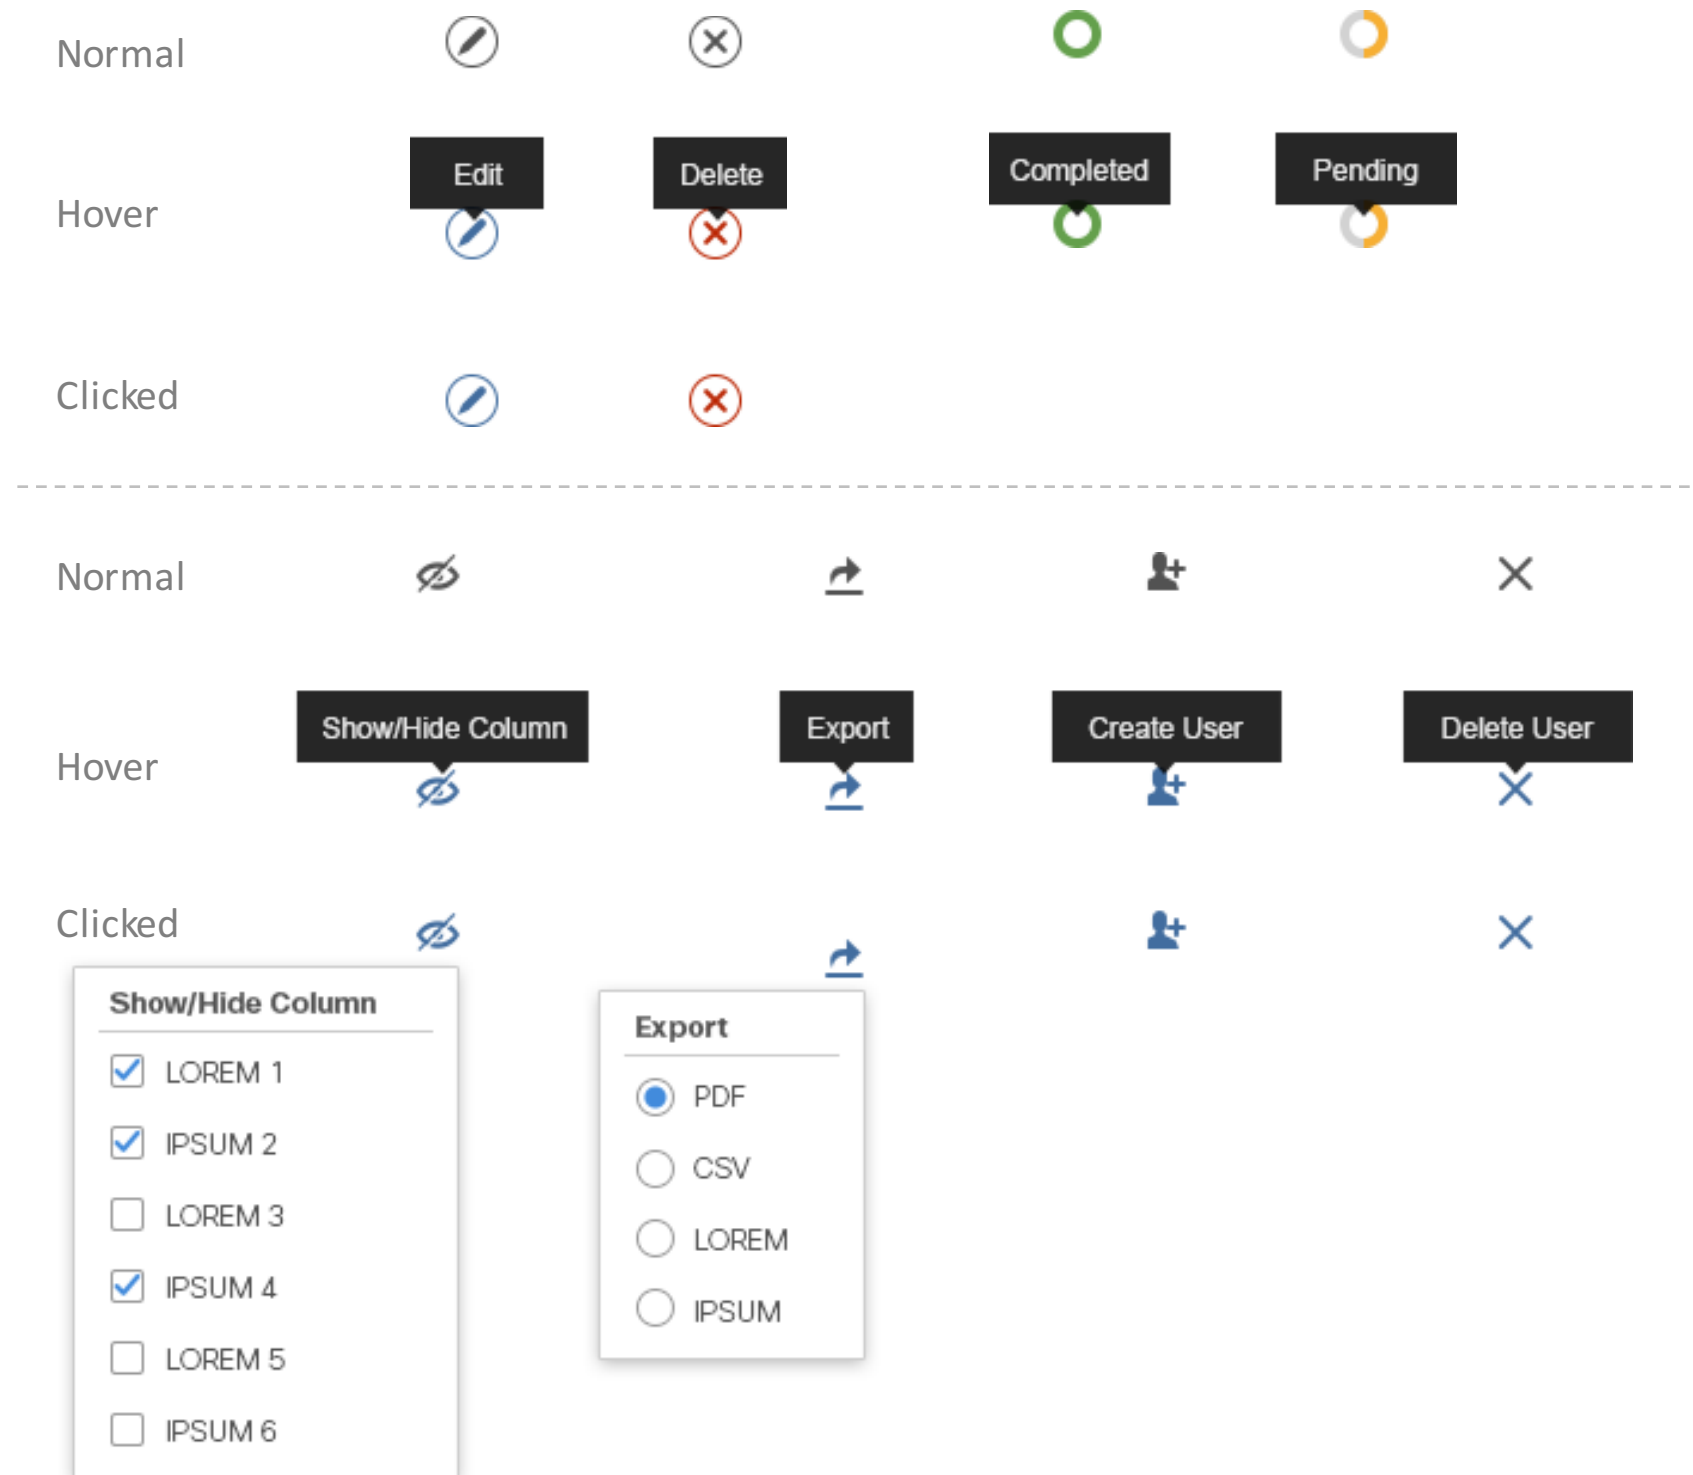 Normal
Edit
Delete
Completed
Pending
Hover
Clicked
Normal
Show/Hide Column
Export
Create User
Delete User
Hover
Clicked
Show/Hide Column
LOREM 1
IPSUM 2
LOREM 3
IPSUM 4
LOREM 5
IPSUM 6
Export
PDF
CSV
LOREM
IPSUM